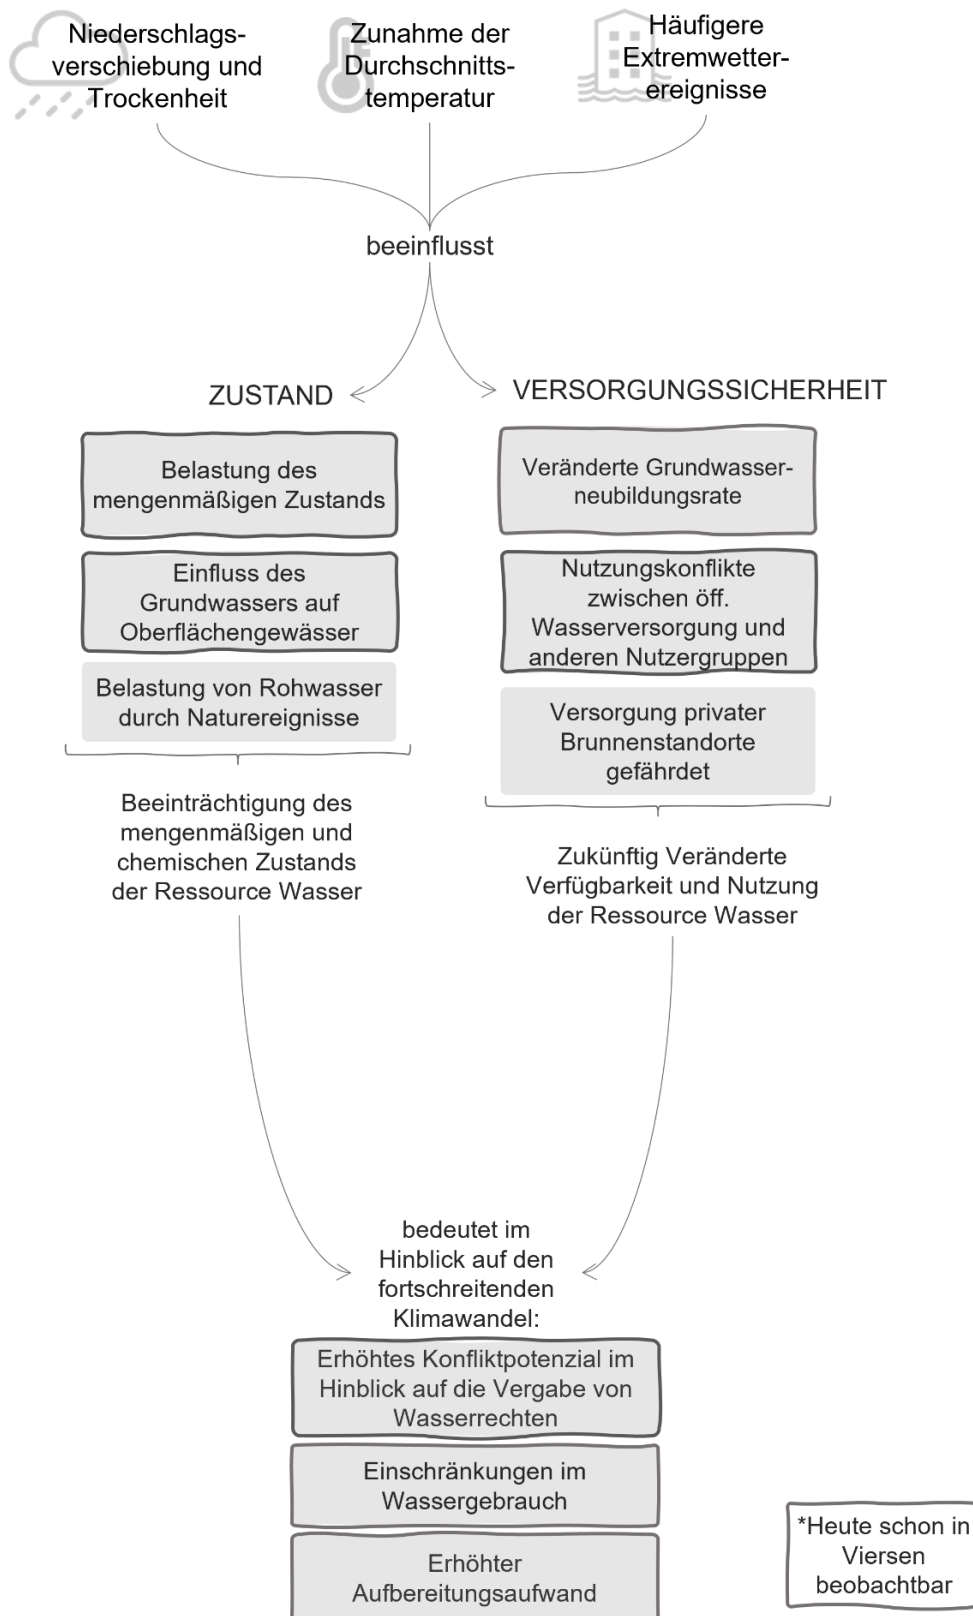 Niederschlags-
verschiebung und
Trockenheit
Zunahme der
Durchschnitts-
temperatur
Häufigere
Extremwetter-
ereignisse
beeinflusst
ZUSTAND
Belastung des
mengenmäßigen Zustands
Einfluss des
Grundwassers auf
Oberflächengewässer
Belastung von Rohwasser
durch Naturereignisse
Beeinträchtigung des
mengenmäßigen und
chemischen Zustands
der Ressource Wasser
VERSORGUNGSSICHERHEIT
Veränderte Grundwasser-
neubildungsrate
Nutzungskonflikte
zwischen öff.
Wasserversorgung und
anderen Nutzergruppen
Versorgung privater
Brunnenstandorte
gefährdet
Zukünftig Veränderte
Verfügbarkeit und Nutzung
der Ressource Wasser
bedeutet im
Hinblick auf den
fortschreitenden
Klimawandel:
Erhöhtes Konfliktpotenzial im
Hinblick auf die Vergabe von
Wasserrechten
Einschränkungen im
Wassergebrauch
Erhöhter
Aufbereitungsaufwand
*Heute schon in
Viersen
beobachtbar